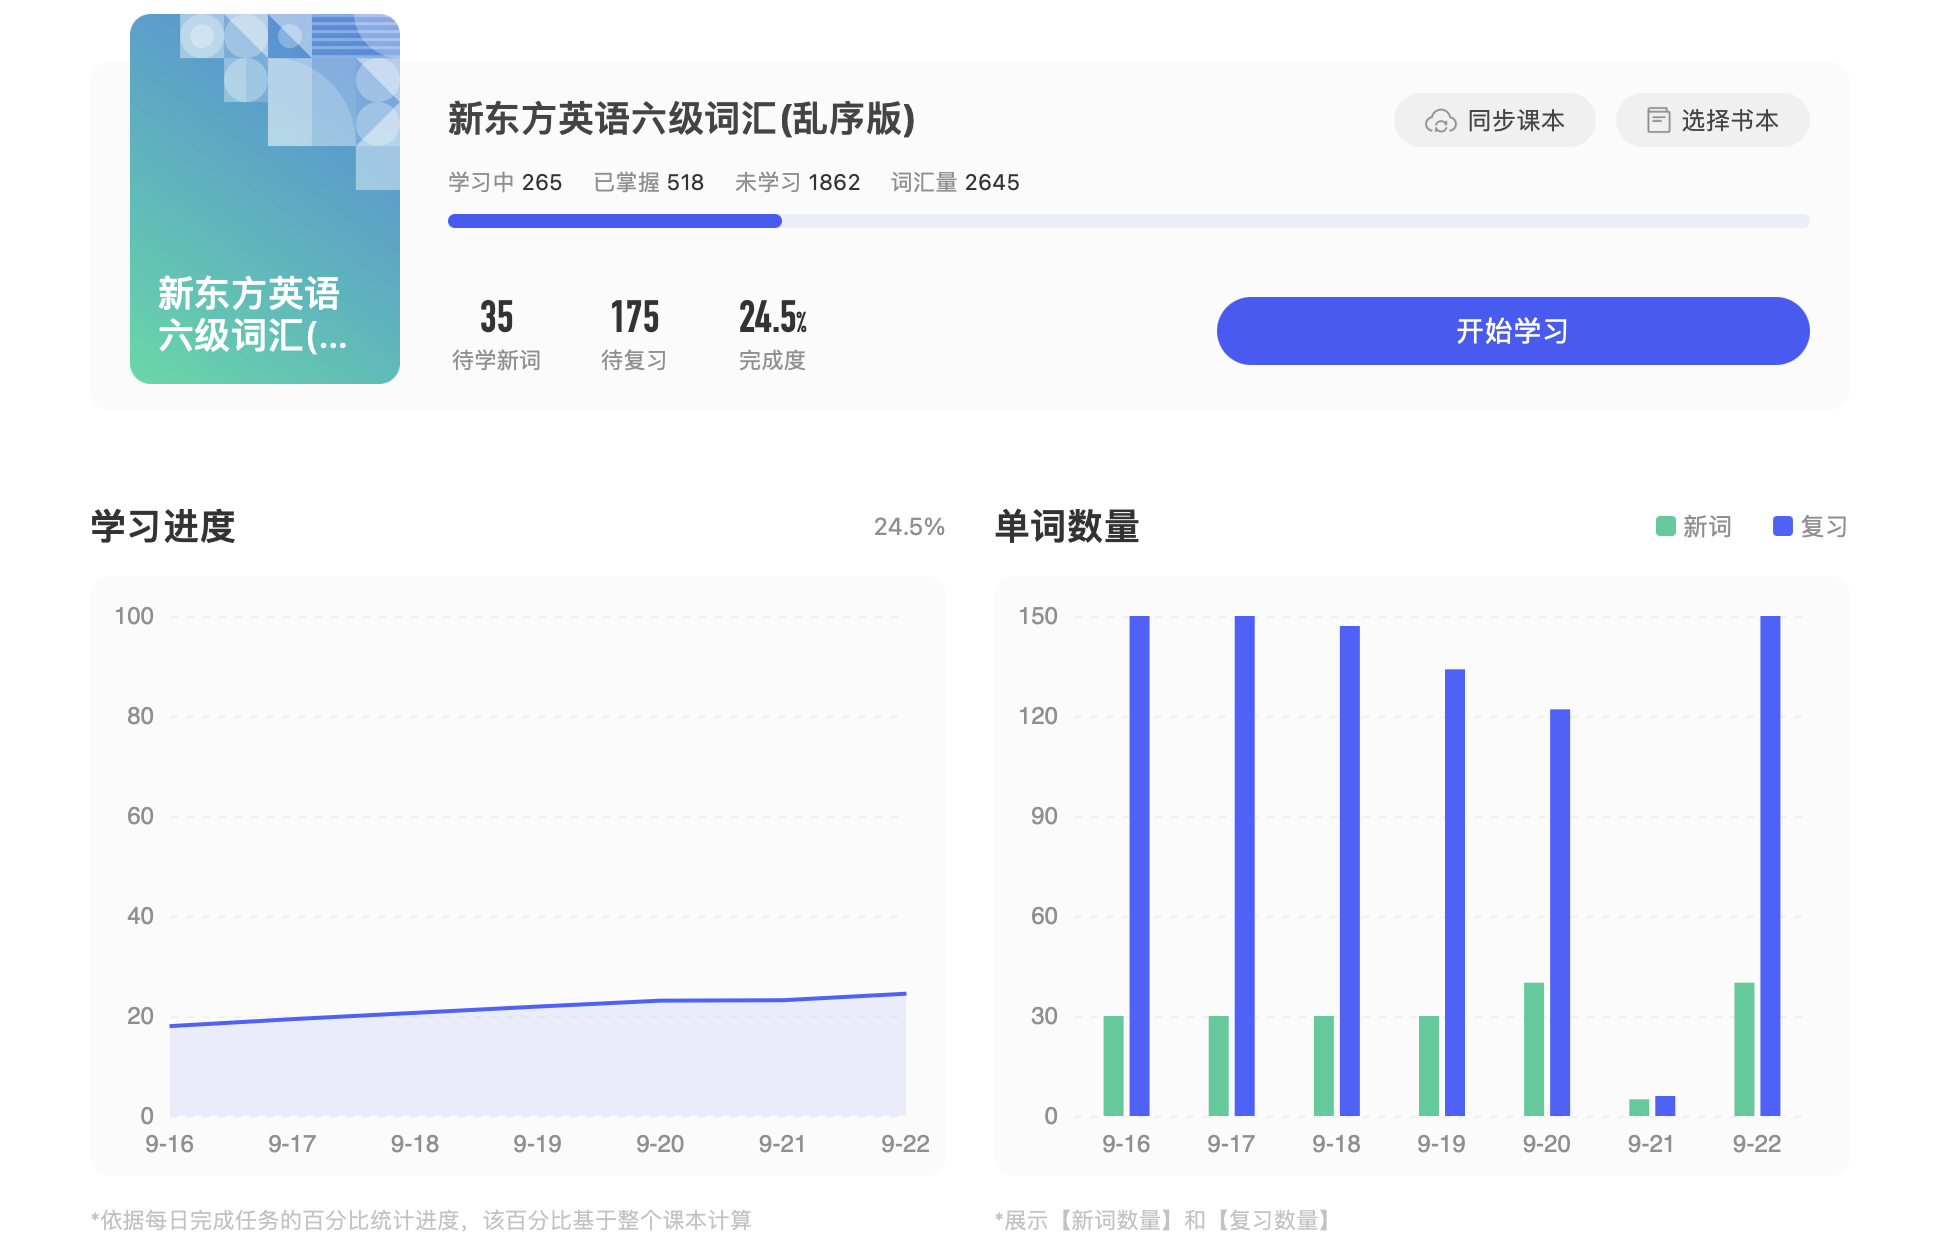 新东方英语
六级词汇(...
新东方英语六级词汇(乱序版)
同步课本
选择书本
学习中 265 已掌握 518 未学习 1862 词汇量 2645
35 175 24.5%
待学新词 待复习 完成度
开始学习
学习进度 24.5%
100
80
60
40
20
0
9-16 9-17 9-18 9-19 9-20 9-21 9-22
*依据每日完成任务的百分比统计进度，该百分比基于整个课本计算
单词数量 新词 复习
150
120
90
60
30
0
9-16 9-17 9-18 9-19 9-20 9-21 9-22
*展示【新词数量】和【复习数量】